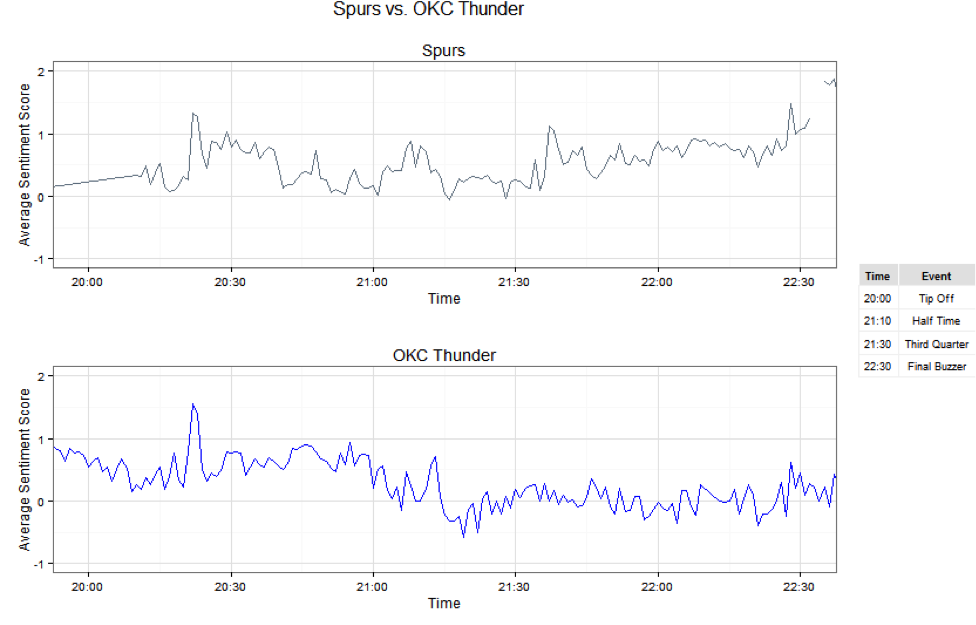 Spurs vs. OKC Thunder
Spurs
Average Sentiment Score
2
1
0
-1
20:00 20:30 21:00 21:30 22:00 22:30
Time
Time Event
20:00 Tip Off
21:10 Half Time
21:30 Third Quarter
22:30 Final Buzzer
OKC Thunder
Average Sentiment Score
2
1
0
-1
20:00 20:30 21:00 21:30 22:00 22:30
Time